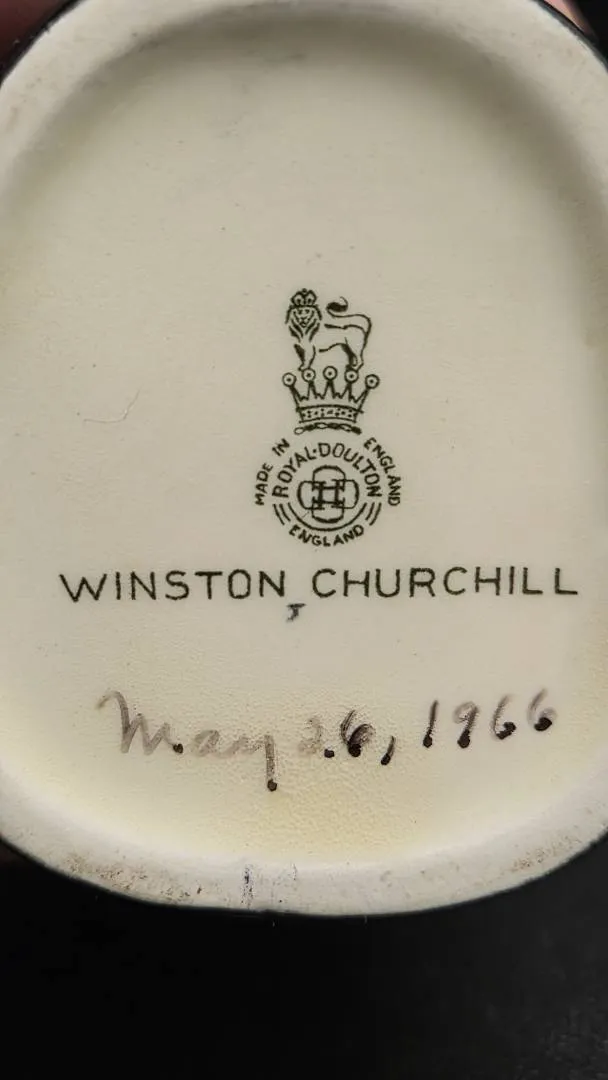 MADE IN ENGLAND
ROYAL·DOULTON
ENGLAND
WINSTON CHURCHILL
May 26, 1966